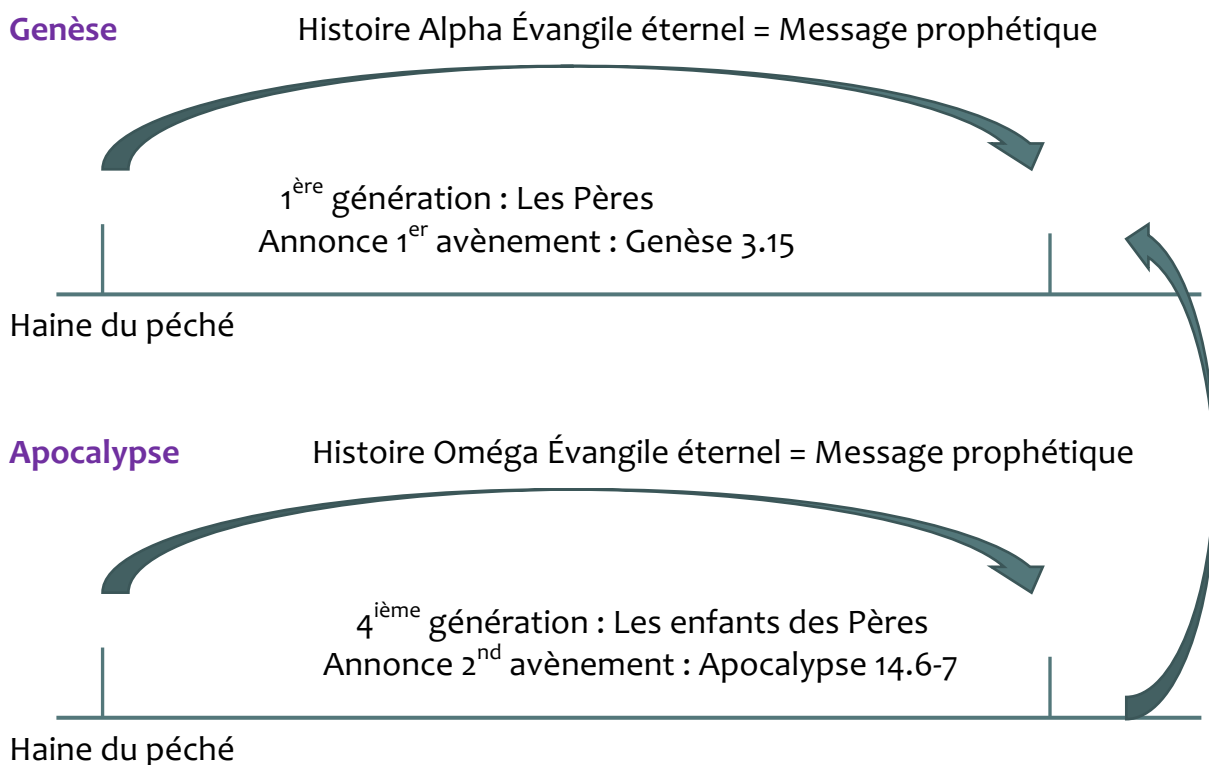 Genèse Histoire Alpha Évangile éternel = Message prophétique
1ère génération : Les Pères
Annonce 1er avènement : Genèse 3.15
Haine du péché
Apocalypse Histoire Oméga Évangile éternel = Message prophétique
4ième génération : Les enfants des Pères
Annonce 2nd avènement : Apocalypse 14.6-7
Haine du péché